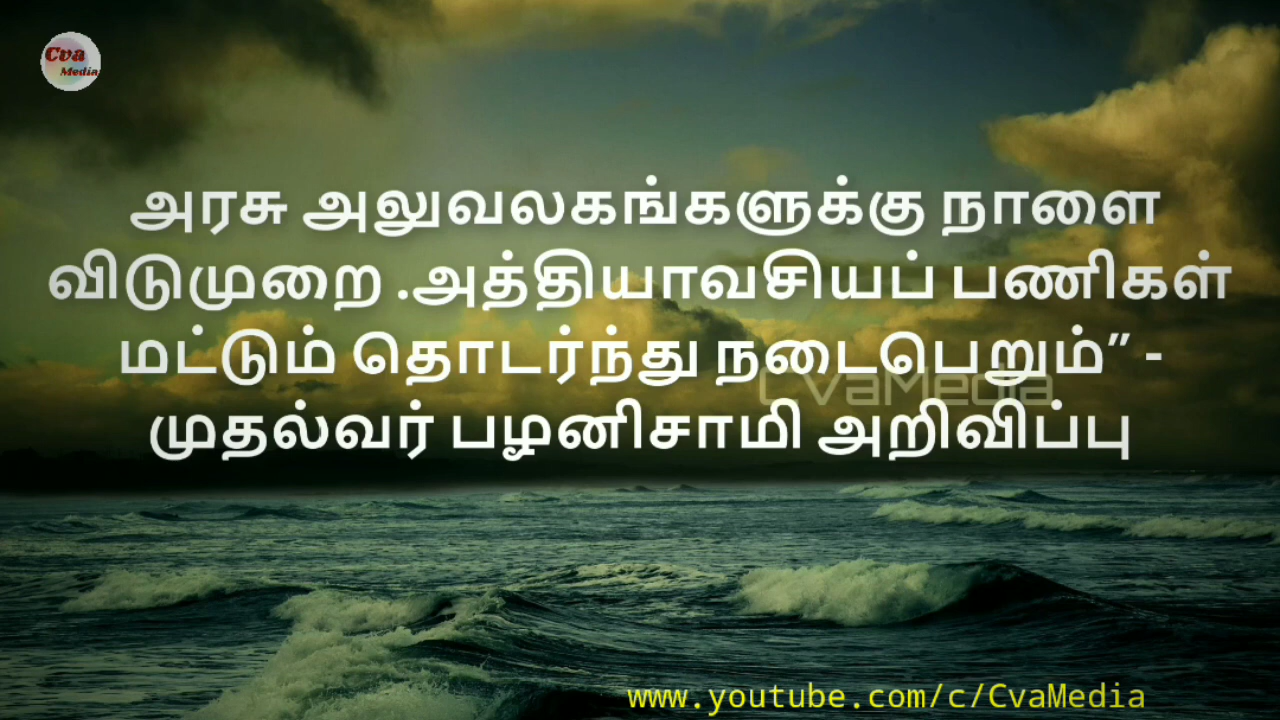 Cva
Media
அரசு அலுவலகங்களுக்கு நாளை
விடுமுறை .அத்தியாவசியப் பணிகள்
மட்டும் தொடர்ந்து நடைபெறும்” -
CvaMedia
முதல்வர் பழனிசாமி அறிவிப்பு
www.youtube.com/c/CvaMedia